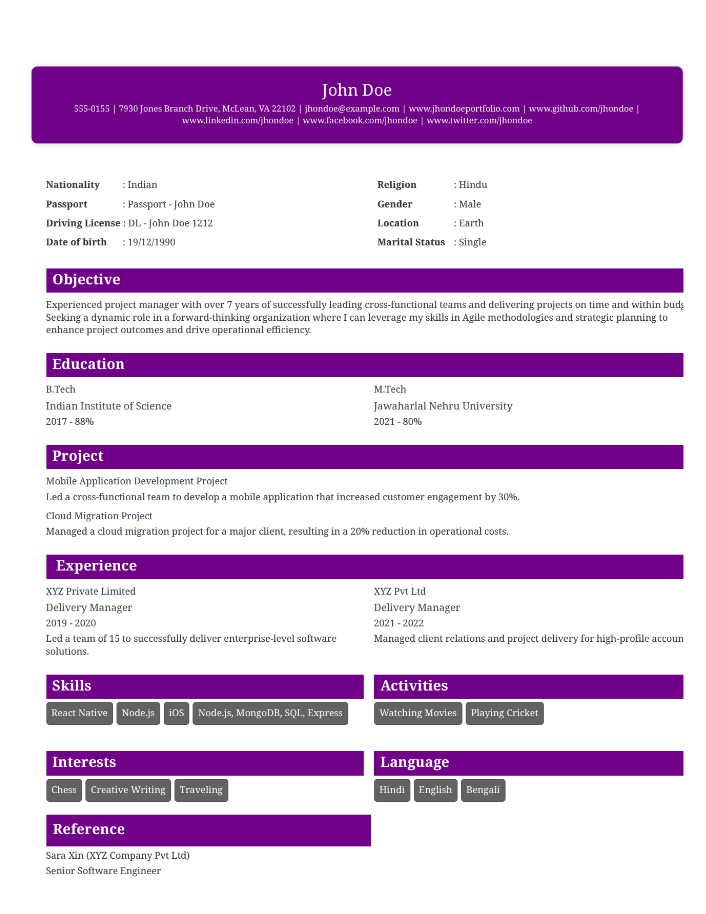 John Doe
555-0155 | 7930 Jones Branch Drive, McLean, VA 22102 | jhondoe@example.com | www.jhondoeportfolio.com | www.github.com/jhondoe |
www.linkedin.com/jhondoe | www.facebook.com/jhondoe | www.twitter.com/jhondoe
Nationality : Indian
Passport : Passport - John Doe
Driving License : DL - John Doe 1212
Date of birth : 19/12/1990
Religion : Hindu
Gender : Male
Location : Earth
Marital Status : Single
Objective
Experienced project manager with over 7 years of successfully leading cross-functional teams and delivering projects on time and within
Seeking a dynamic role in a forward-thinking organization where I can leverage my skills in Agile methodologies and strategic planning to
enhance project outcomes and drive operational efficiency.
Education
B.Tech
Indian Institute of Science
2017 - 88%
M.Tech
Jawaharlal Nehru University
2021 - 80%
Project
Mobile Application Development Project
Led a cross-functional team to develop a mobile application that increased customer engagement by 30%.
Cloud Migration Project
Managed a cloud migration project for a major client, resulting in a 20% reduction in operational costs.
Experience
XYZ Private Limited
Delivery Manager
2019 - 2020
Led a team of 15 to successfully deliver enterprise-level software
solutions.
XYZ Pvt Ltd
Delivery Manager
2021 - 2022
Managed client relations and project delivery for high-profile accoun
Skills
React Native Node.js iOS Node.js, MongoDB, SQL, Express
Activities
Watching Movies Playing Cricket
Interests
Chess Creative Writing Traveling
Language
Hindi English Bengali
Reference
Sara Xin (XYZ Company Pvt Ltd)
Senior Software Engineer